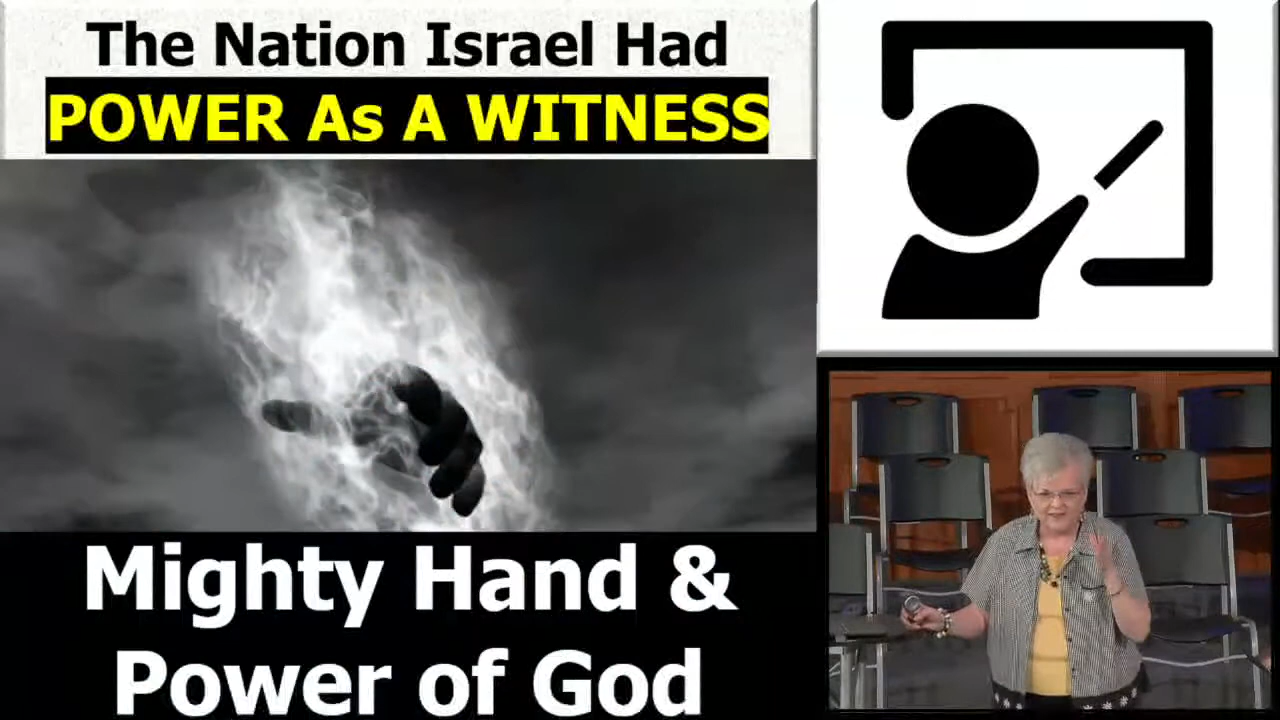 The Nation Israel Had
POWER As A WITNESS
Mighty Hand &
Power of God